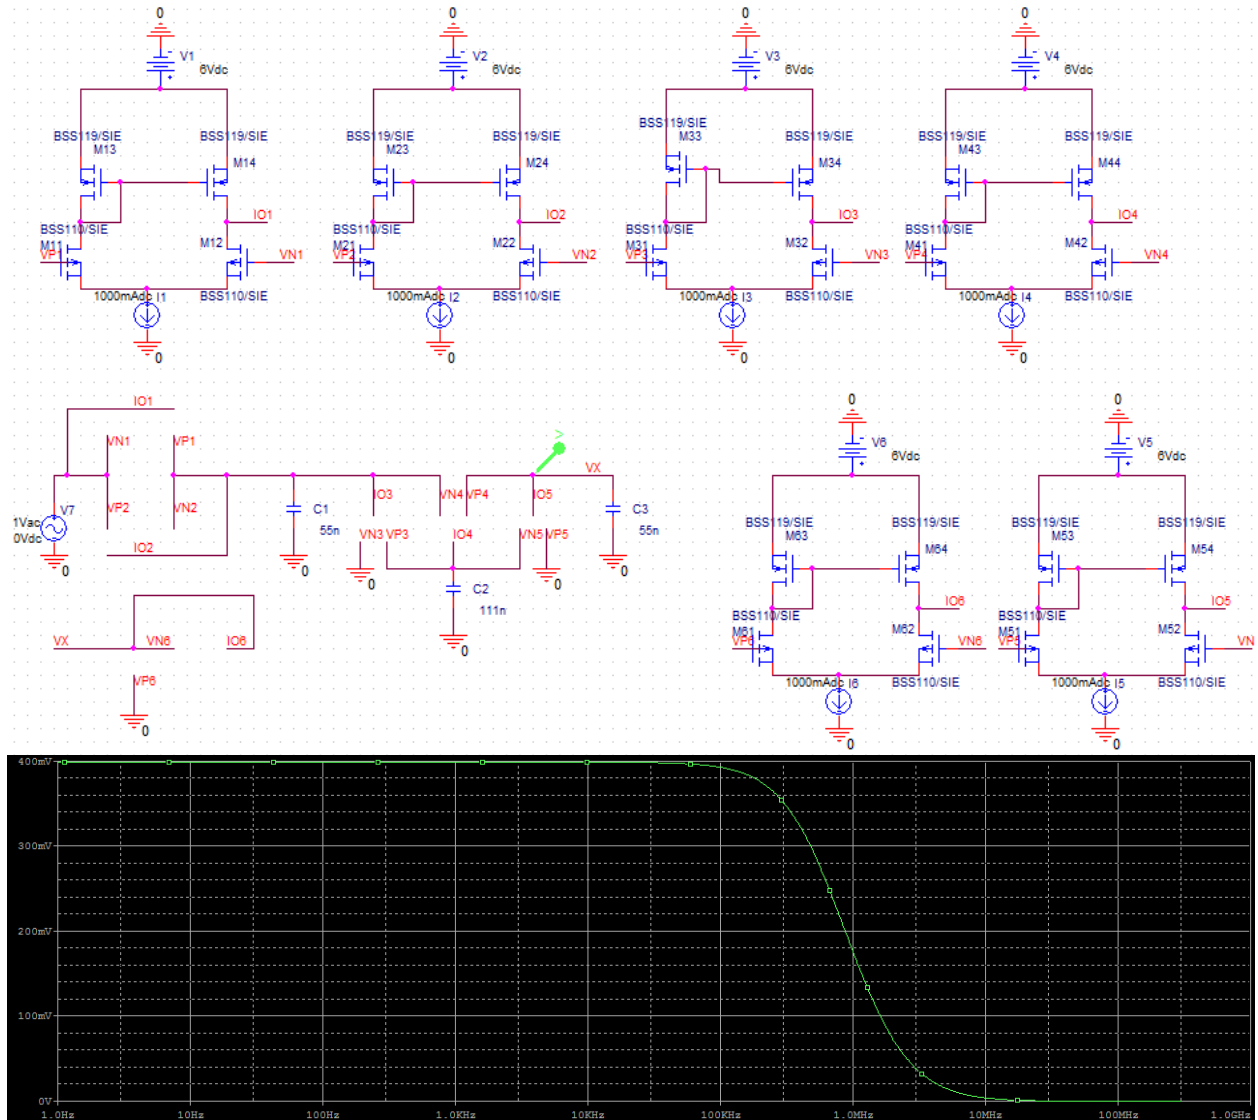 0 0 0 0
V1 V2 V3 V4
6Vdc 6Vdc 6Vdc 6Vdc
BSS119/SIE
BSS119/SIE BSS119/SIE BSS119/SIE BSS119/SIE BSS119/SIE BSS119/SIE BSS119/SIE
M13 M14 M23 M24 M33 M34 M43 M44
IO1 IO2 IO3 IO4
BSS110/SIE BSS110/SIE BSS110/SIE BSS110/SIE
M11 M12 M21 M22 M31 M32 M41 M42
VP1 VN1 VP2 VN2 VP3 VN3 VP4 VN4
1000mAdc I1 BSS110/SIE 1000mAdc I2 BSS110/SIE 1000mAdc I3 BSS110/SIE 1000mAdc I4 BSS110/SIE
0 0 0 0
IO1
VN1 VP1
V7 VP2 VN2
1Vac
0Vdc
IO2
0
C1
55n
0
IO3 VN4 VP4 IO5 VX
VN3 VP3 IO4 VN5 VP5
C3
55n
0 0 0
C2
111n
0
VX VN6 IO6
VP6
0
0 0
V6 V5
6Vdc 6Vdc
BSS119/SIE BSS119/SIE BSS119/SIE BSS119/SIE
M63 M64 M53 M54
IO6 IO5
BSS110/SIE BSS110/SIE
M61 M62 M51 M52
VP6 VN6 VP5 VN
1000mAdc I6 BSS110/SIE 1000mAdc I5 BSS110/SIE
0 0
400mV
300mV
200mV
100mV
0V
1.0Hz 10Hz 100Hz 1.0KHz 10KHz 100KHz 1.0MHz 10MHz 100MHz 1.0GHz